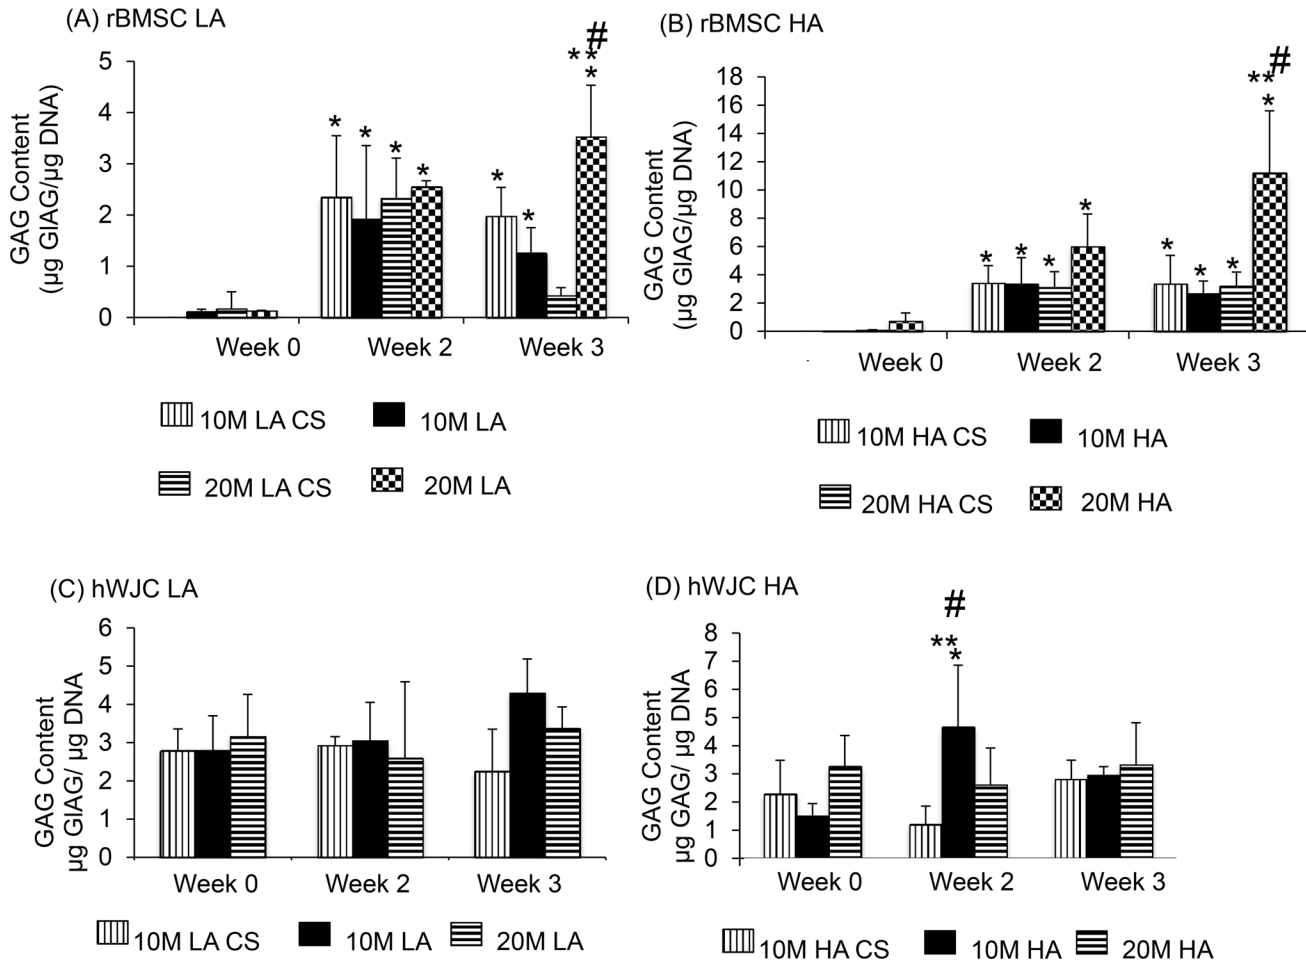 (A) rBMSC LA
GAG Content
(µg GIAG/µg DNA)
5
4
3
2
1
0
*
*
*
*
*
*
#
* *
*
Week 0
Week 2
Week 3
10M LA CS
10M LA
20M LA CS
20M LA
(B) rBMSC HA
GAG Content
(µg GIAG/µg DNA)
18
16
14
12
10
8
6
4
2
0
*
*
*
*
*
*
*
#
**
*
Week 0
Week 2
Week 3
10M HA CS
10M HA
20M HA CS
20M HA
(C) hWJC LA
GAG Content
µg GIAG/ µg DNA
6
5
4
3
2
1
0
Week 0
Week 2
Week 3
10M LA CS
10M LA
20M LA
(D) hWJC HA
GAG Content
µg GAG/ µg DNA
8
7
6
5
4
3
2
1
0
#
**
*
Week 0
Week 2
Week 3
10M HA CS
10M HA
20M HA